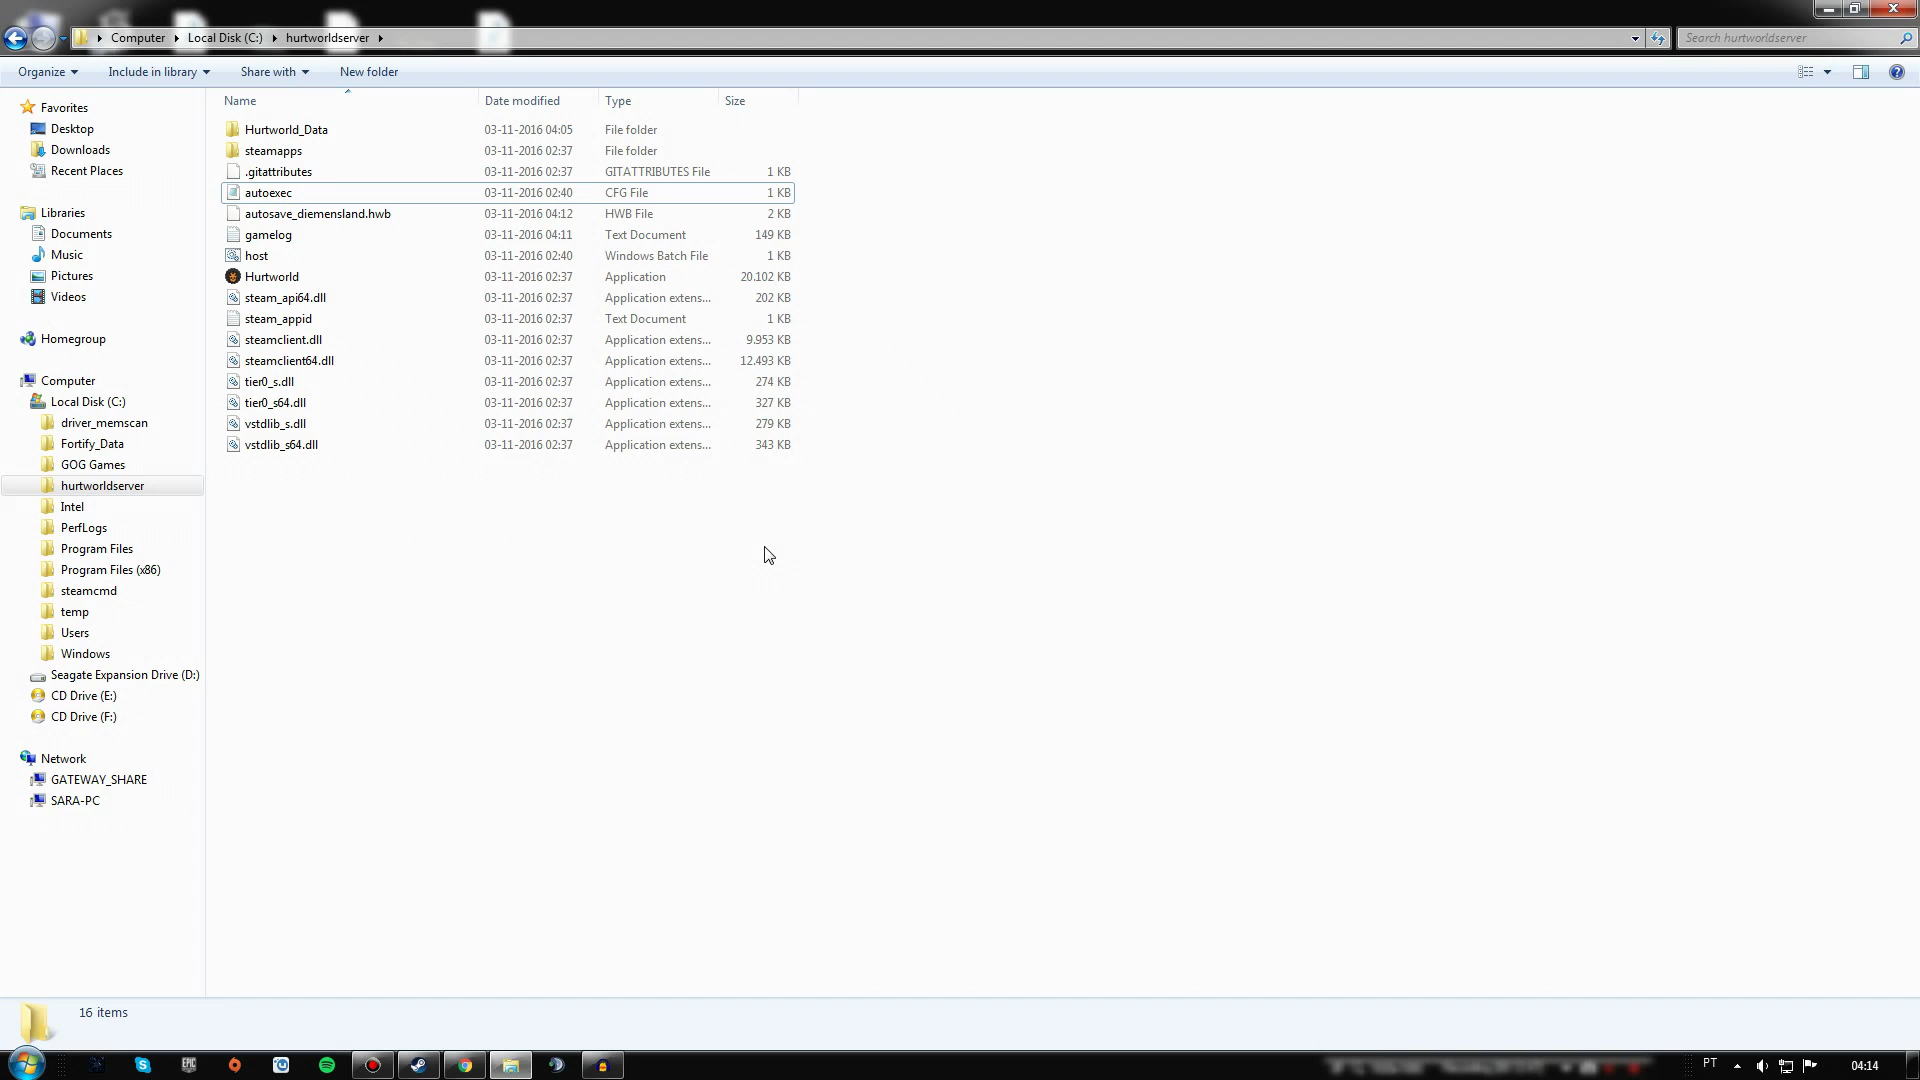 Computer Local Disk (C:) hurtworldserver Search hurtworldserver
Organize Include in library Share with New folder
Name Date modified Type Size
Favorites
Desktop
Downloads
Recent Places
Libraries
Documents
Music
Pictures
Videos
Homegroup
Computer
Local Disk (C:)
driver_memscan
Fortify_Data
GOG Games
hurtworldserver
Intel
PerfLogs
Program Files
Program Files (x86)
steamcmd
temp
Users
Windows
Seagate Expansion Drive (D:)
CD Drive (E:)
CD Drive (F:)
Network
GATEWAY_SHARE
SARA-PC
Hurtworld_Data 03-11-2016 04:05 File folder
steamapps 03-11-2016 02:37 File folder
.gitattributes 03-11-2016 02:37 GITATTRIBUTES File 1 KB
autoexec 03-11-2016 02:40 CFG File 1 KB
autosave_diemensland.hwb 03-11-2016 04:12 HWB File 2 KB
gamelog 03-11-2016 04:11 Text Document 149 KB
host 03-11-2016 02:40 Windows Batch File 1 KB
Hurtworld 03-11-2016 02:37 Application 20.102 KB
steam_api64.dll 03-11-2016 02:37 Application extens... 202 KB
steam_appid 03-11-2016 02:37 Text Document 1 KB
steamclient.dll 03-11-2016 02:37 Application extens... 9.953 KB
steamclient64.dll 03-11-2016 02:37 Application extens... 12.493 KB
tier0_s.dll 03-11-2016 02:37 Application extens... 274 KB
tier0_s64.dll 03-11-2016 02:37 Application extens... 327 KB
vstdlib_s.dll 03-11-2016 02:37 Application extens... 279 KB
vstdlib_s64.dll 03-11-2016 02:37 Application extens... 343 KB
16 items
EPIC
PT 04:14